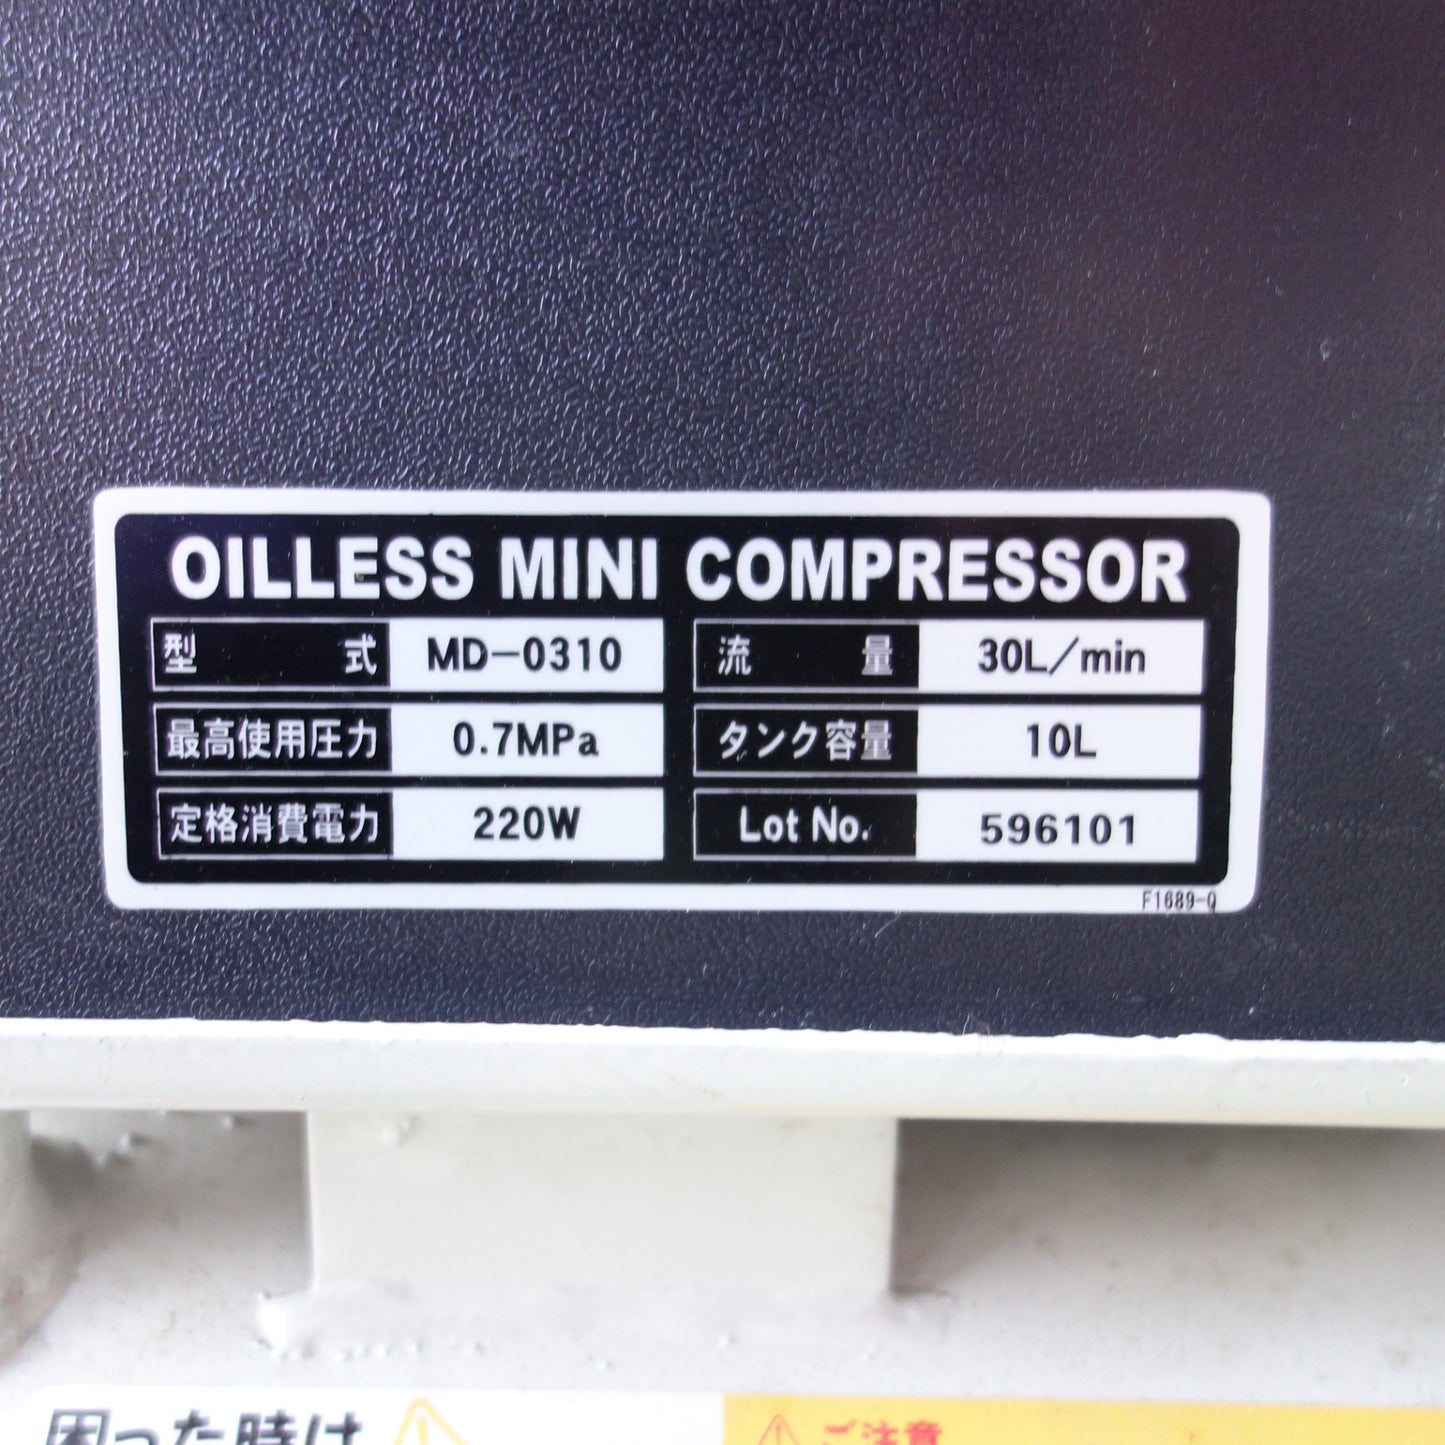 OILLESS MINI COMPRESSOR
型式 MD-0310 流量 30L/min
最高使用圧力 0.7MPa タンク容量 10L
定格消費電力 220W Lot No. 596101
F1689-Q
困った時は ご注意